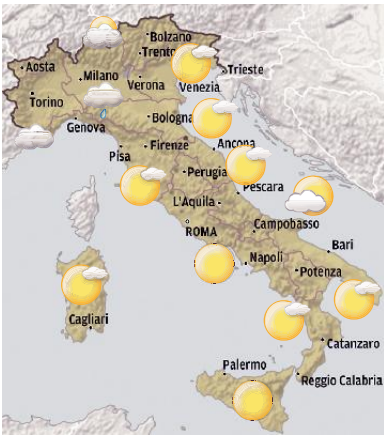 Bolzano
Trento
Aosta
Milano
Trieste
Verona
Venezia
Torino
Genova
Bologna
Pisa
Firenze
Ancona
Perugia
Pescara
L'Aquila
ROMA
Campobasso
Bari
Napoli
Potenza
Cagliari
Catanzaro
Palermo
Reggio Calabria